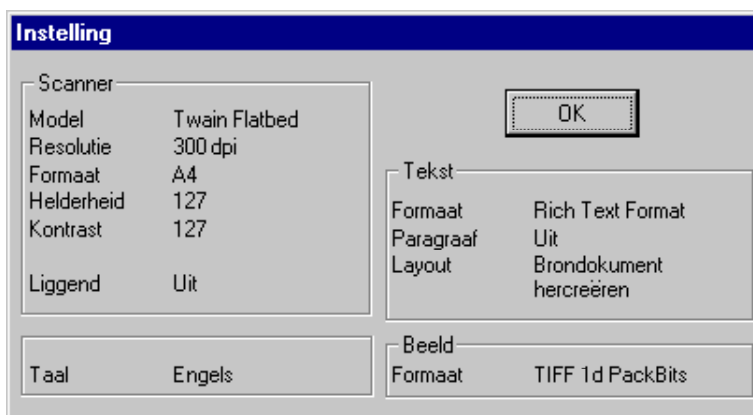 Instelling
Scanner
Model Twain Flatbed
Resolutie 300 dpi
Formaat A4
Helderheid 127
Kontrast 127
Liggend Uit
OK
Tekst
Formaat Rich Text Format
Paragraaf Uit
Layout Brondokument
hercreëren
Taal Engels
Beeld
Formaat TIFF 1d PackBits